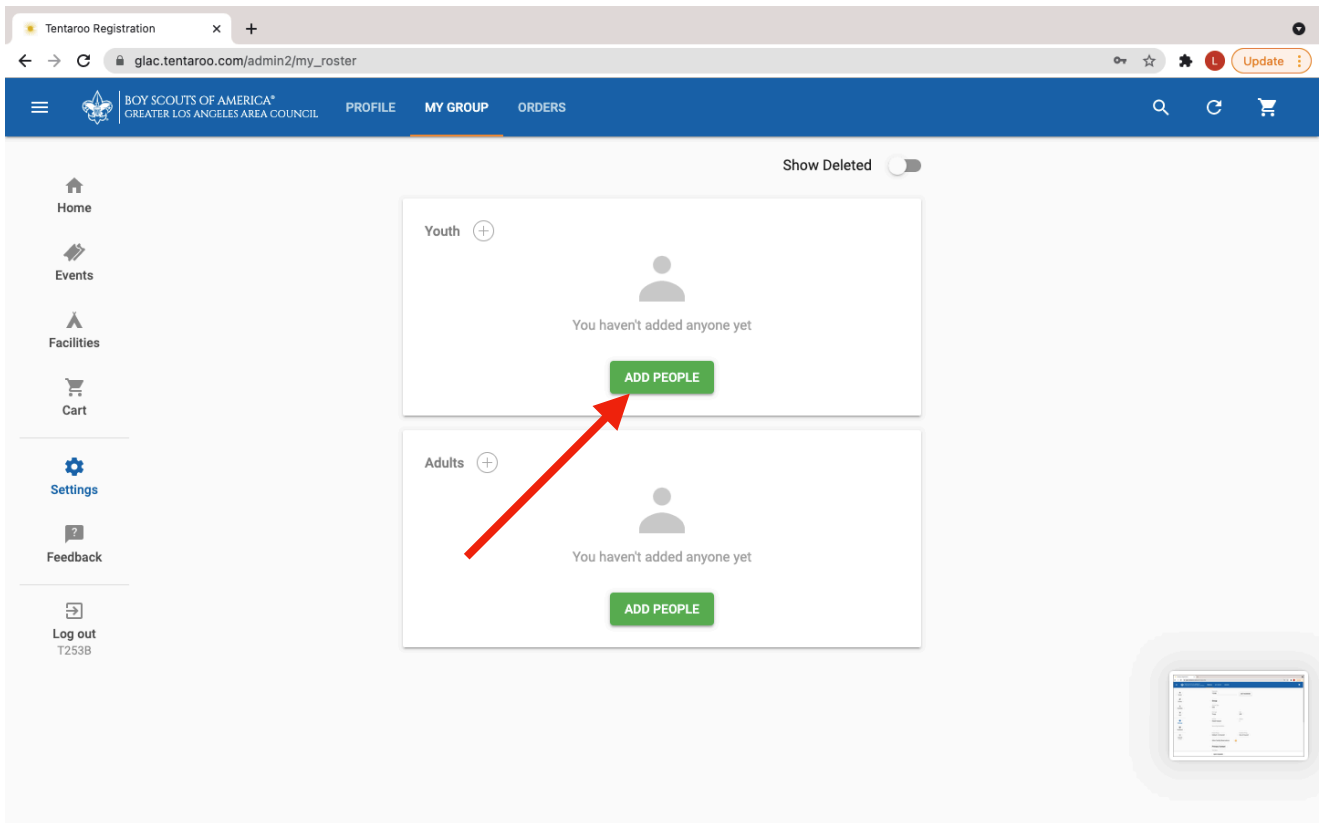 Tentaroo Registration
glac.tentaroo.com/admin2/my_roster
L
Update
BOY SCOUTS OF AMERICA®
GREATER LOS ANGELES AREA COUNCIL
PROFILE
MY GROUP
ORDERS
Show Deleted
Home
Events
Facilities
Cart
Settings
?
Feedback
Log out
T253B
Youth
You haven't added anyone yet
ADD PEOPLE
Adults
You haven't added anyone yet
ADD PEOPLE